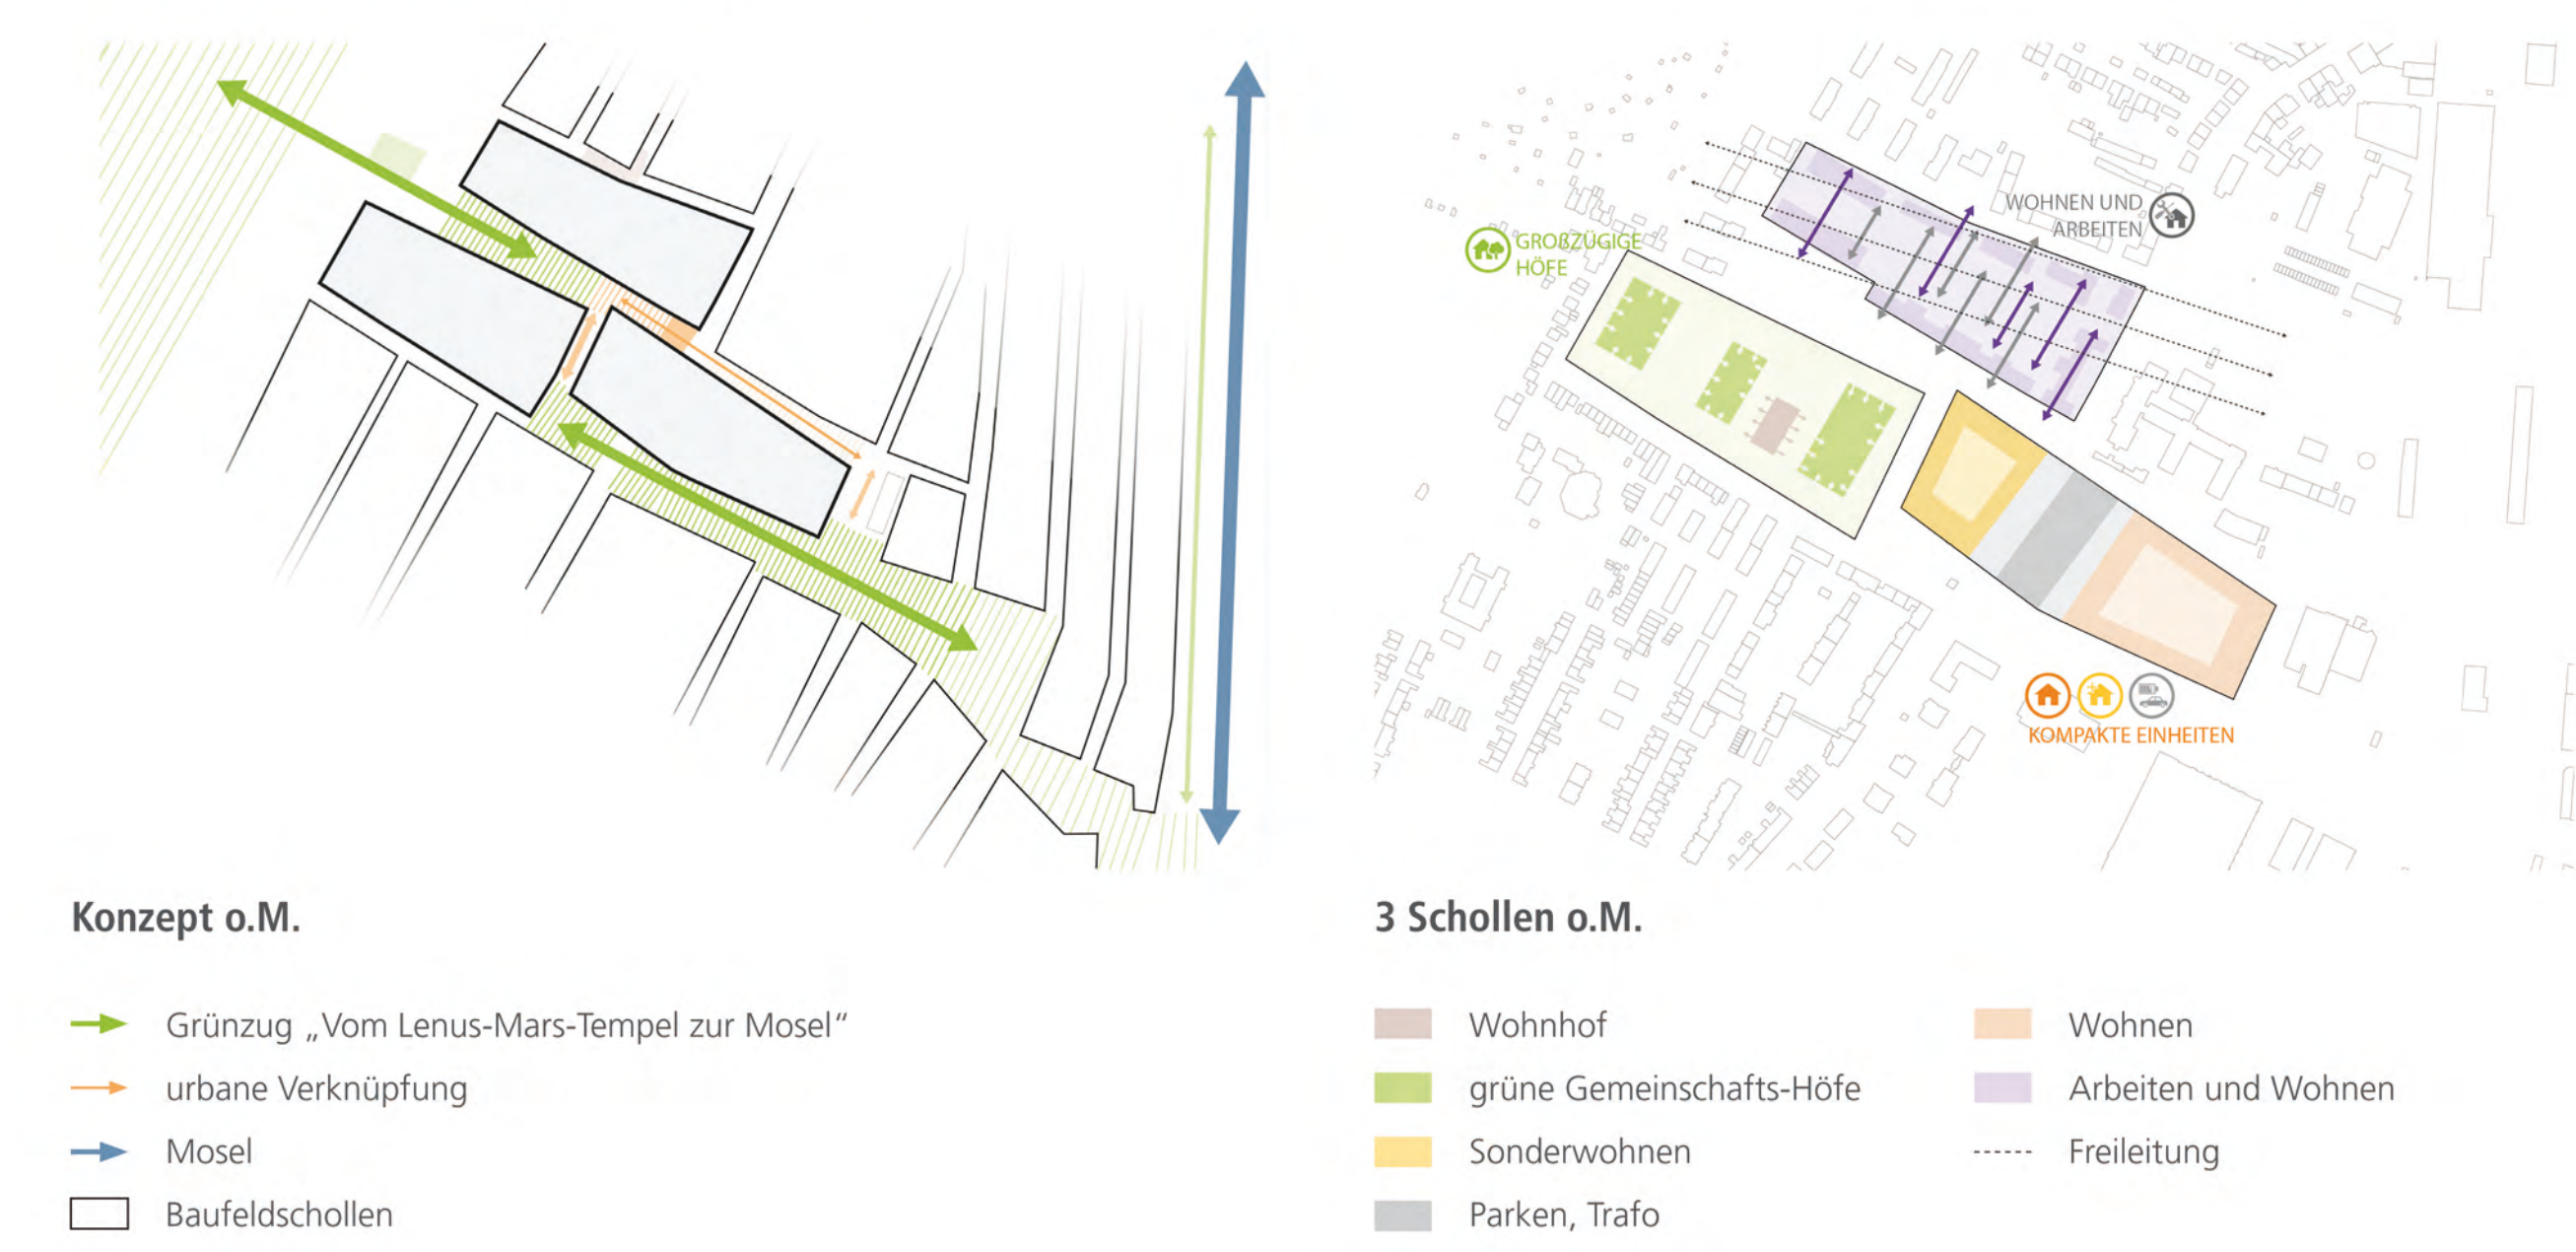 GROßZÜGIGE
HÖFE
WOHNEN UND
ARBEITEN
KOMPAKTE EINHEITEN
Konzept o.M.
Grünzug „Vom Lenus-Mars-Tempel zur Mosel“
urbane Verknüpfung
Mosel
Baufeldschollen
3 Schollen o.M.
Wohnhof
grüne Gemeinschafts-Höfe
Sonderwohnen
Parken, Trafo
Wohnen
Arbeiten und Wohnen
Freileitung